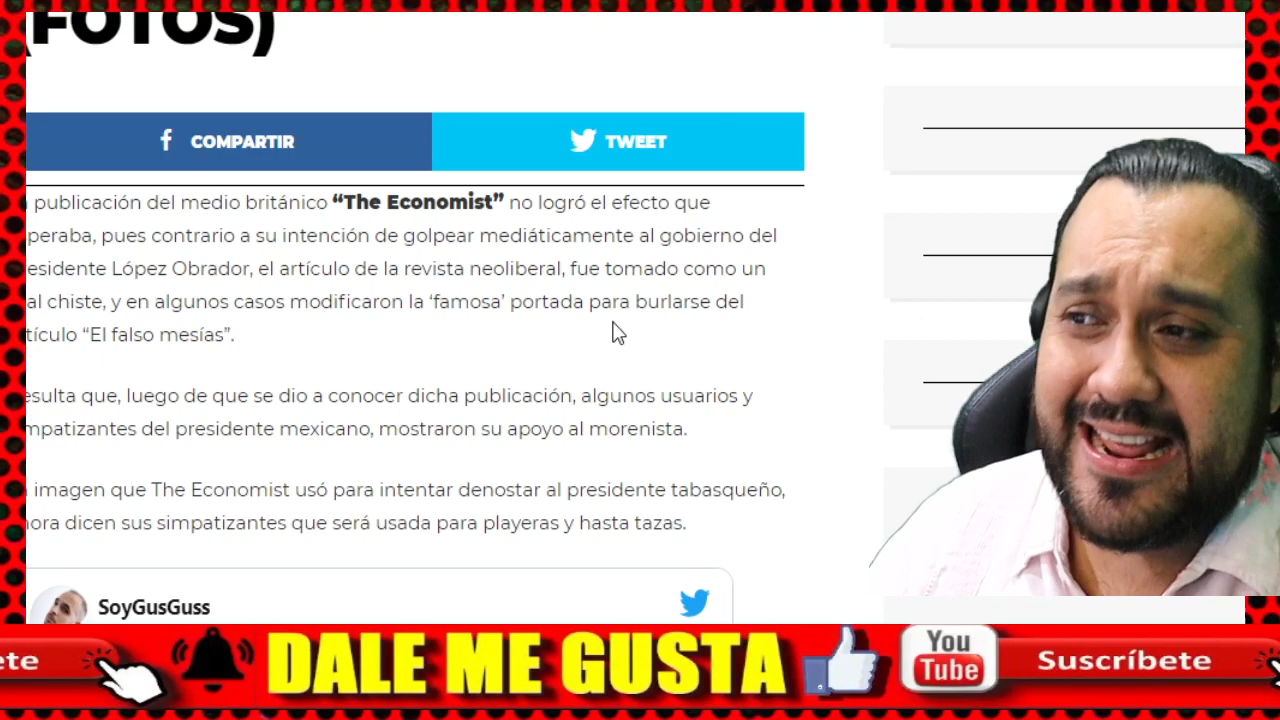 (FOTOS)
COMPARTIR
TWEET
publicación del medio británico “The Economist” no logró el efecto que
peraba, pues contrario a su intención de golpear mediáticamente al gobierno del
esidente López Obrador, el artículo de la revista neoliberal, fue tomado como un
al chiste, y en algunos casos modificaron la ‘famosa’ portada para burlarse del
tículo “El falso mesías”.
esulta que, luego de que se dio a conocer dicha publicación, algunos usuarios y
mpatizantes del presidente mexicano, mostraron su apoyo al morenista.
imagen que The Economist usó para intentar denostar al presidente tabasqueño,
hora dicen sus simpatizantes que será usada para playeras y hasta tazas.
SoyGusGuss
ete
DALE ME GUSTA
You
Tube
Suscríbete